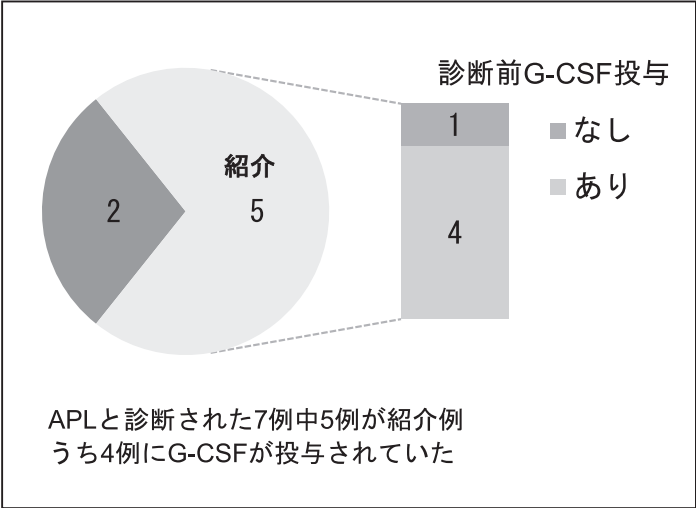 診断前G-CSF投与
1
なし
紹介
あり
2
5
4
APLと診断された7例中5例が紹介例
うち4例にG-CSFが投与されていた